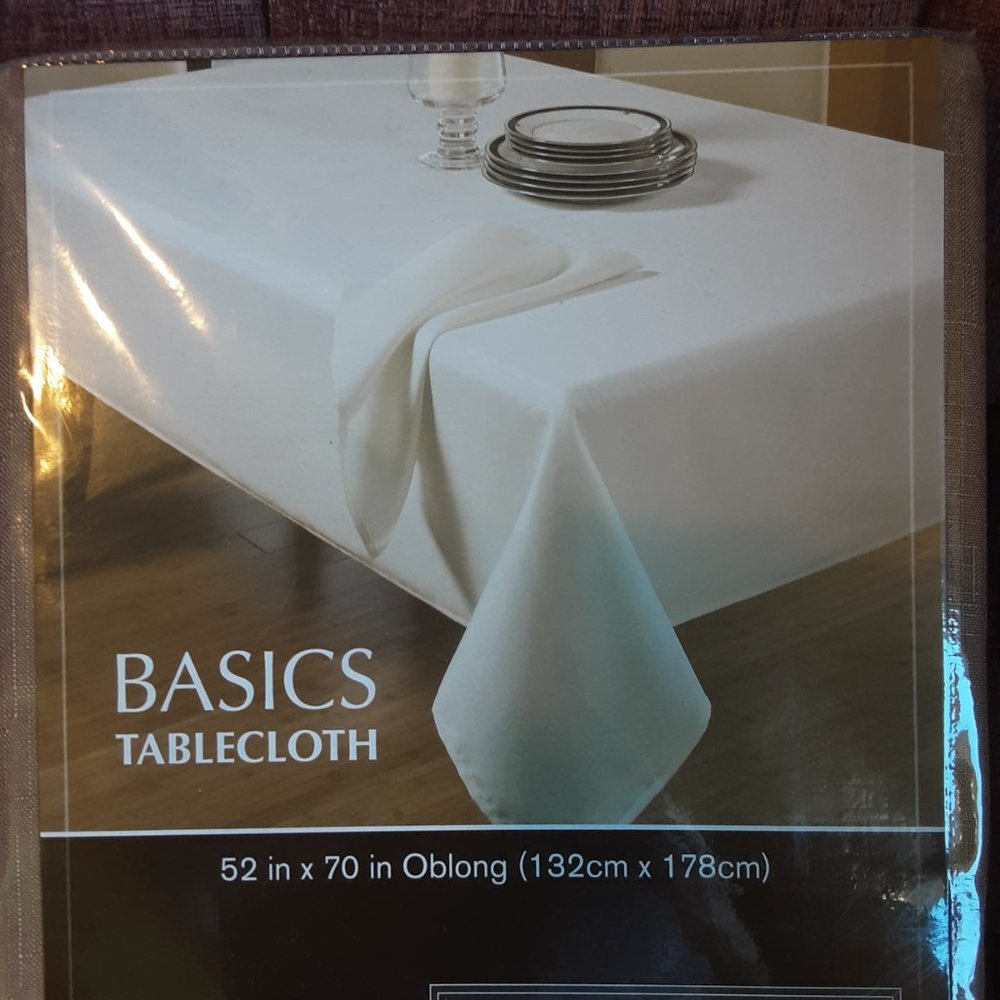 BASICS
TABLECLOTH
52 in x 70 in Oblong (132cm x 178cm)